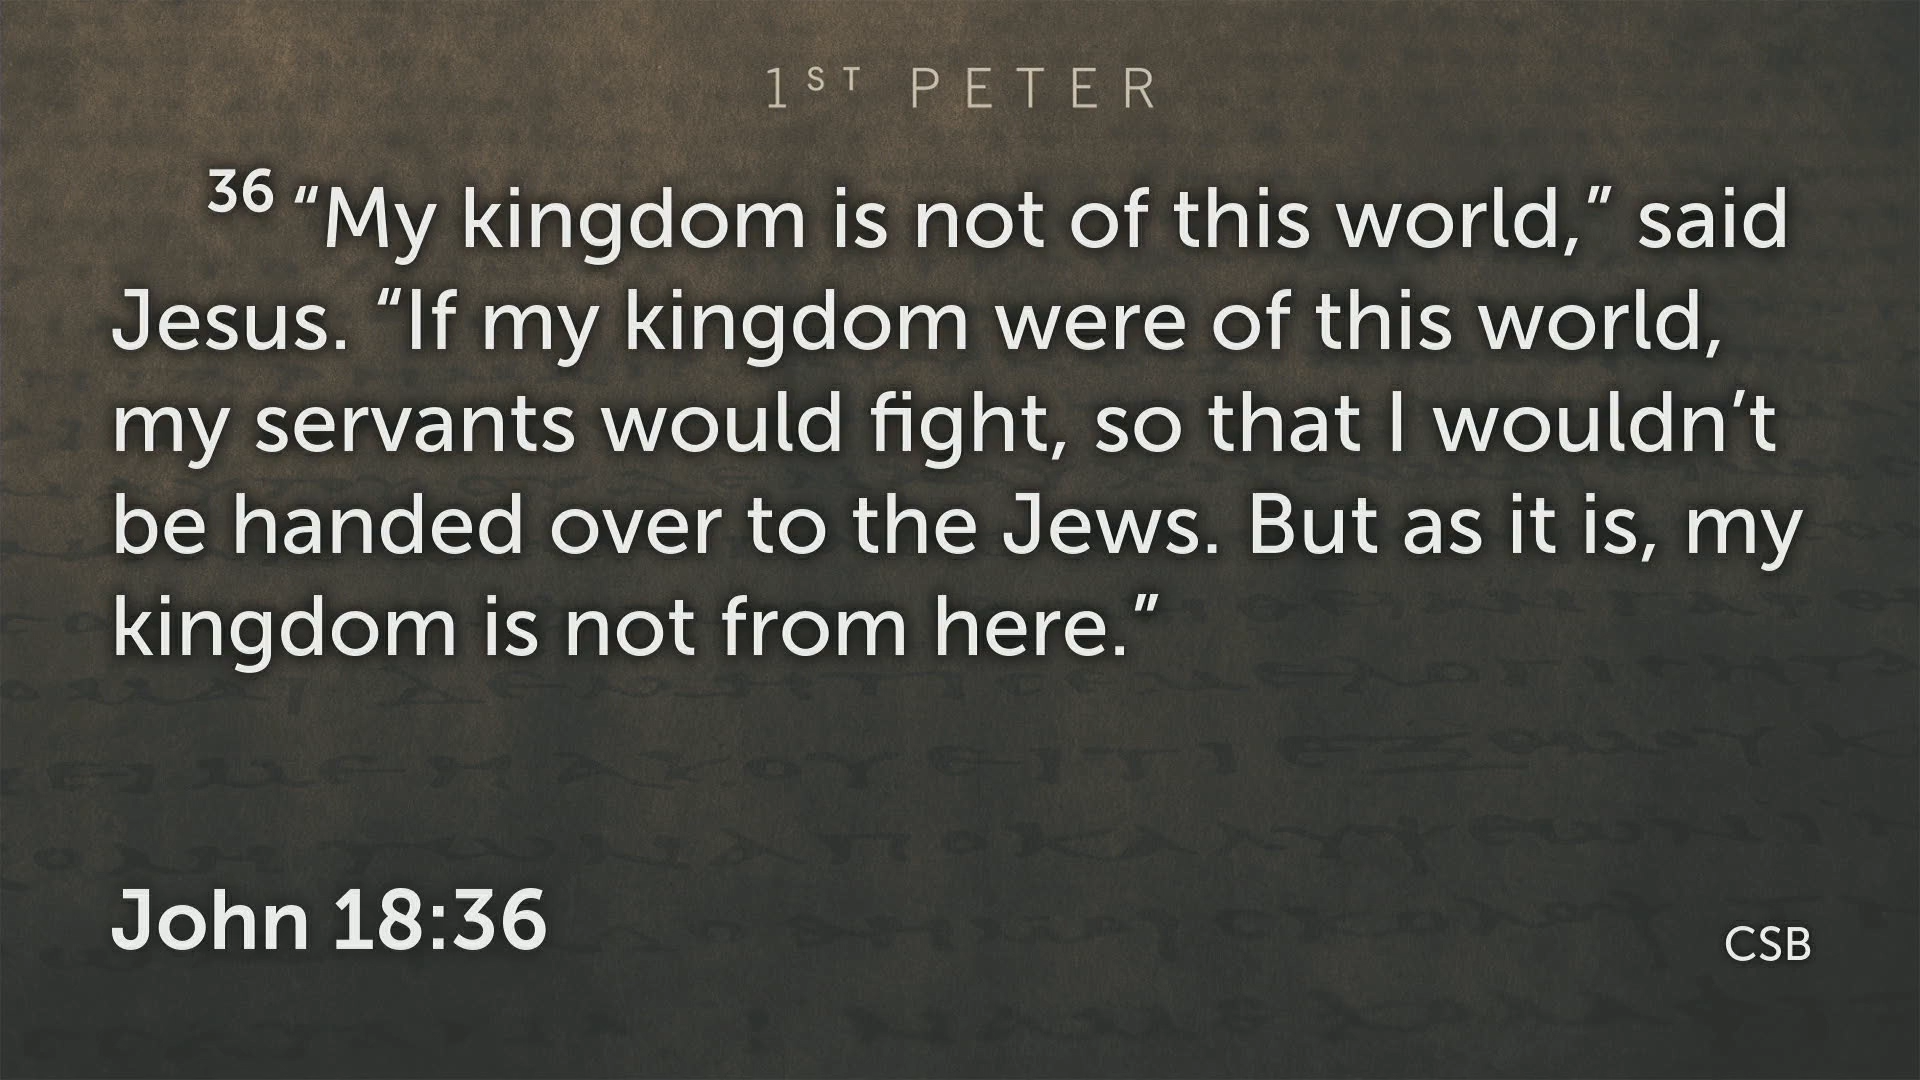 1ST PETER
36 “My kingdom is not of this world,” said
Jesus. “If my kingdom were of this world,
my servants would fight, so that I wouldn’t
be handed over to the Jews. But as it is, my
kingdom is not from here.”
John 18:36
CSB